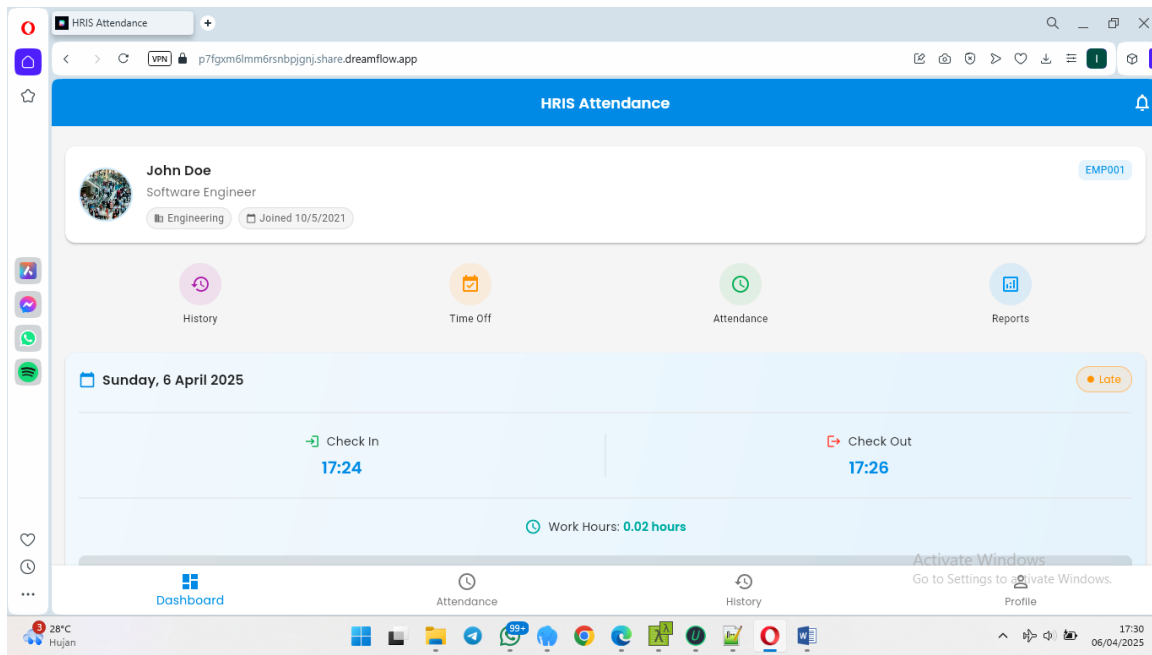 HRIS Attendance
VPN p7fgxm6lmm6rsnbpjgnj.share.dreamflow.app
I
HRIS Attendance
John Doe
EMP001
Software Engineer
Engineering Joined 10/5/2021
History Time Off Attendance Reports
Sunday, 6 April 2025
Late
Check In Check Out
17:24 17:26
Work Hours: 0.02 hours
Activate Windows
Go to Settings to activate Windows.
Dashboard Attendance History Profile
3 28°C
Hujan
99+
17:30
06/04/2025